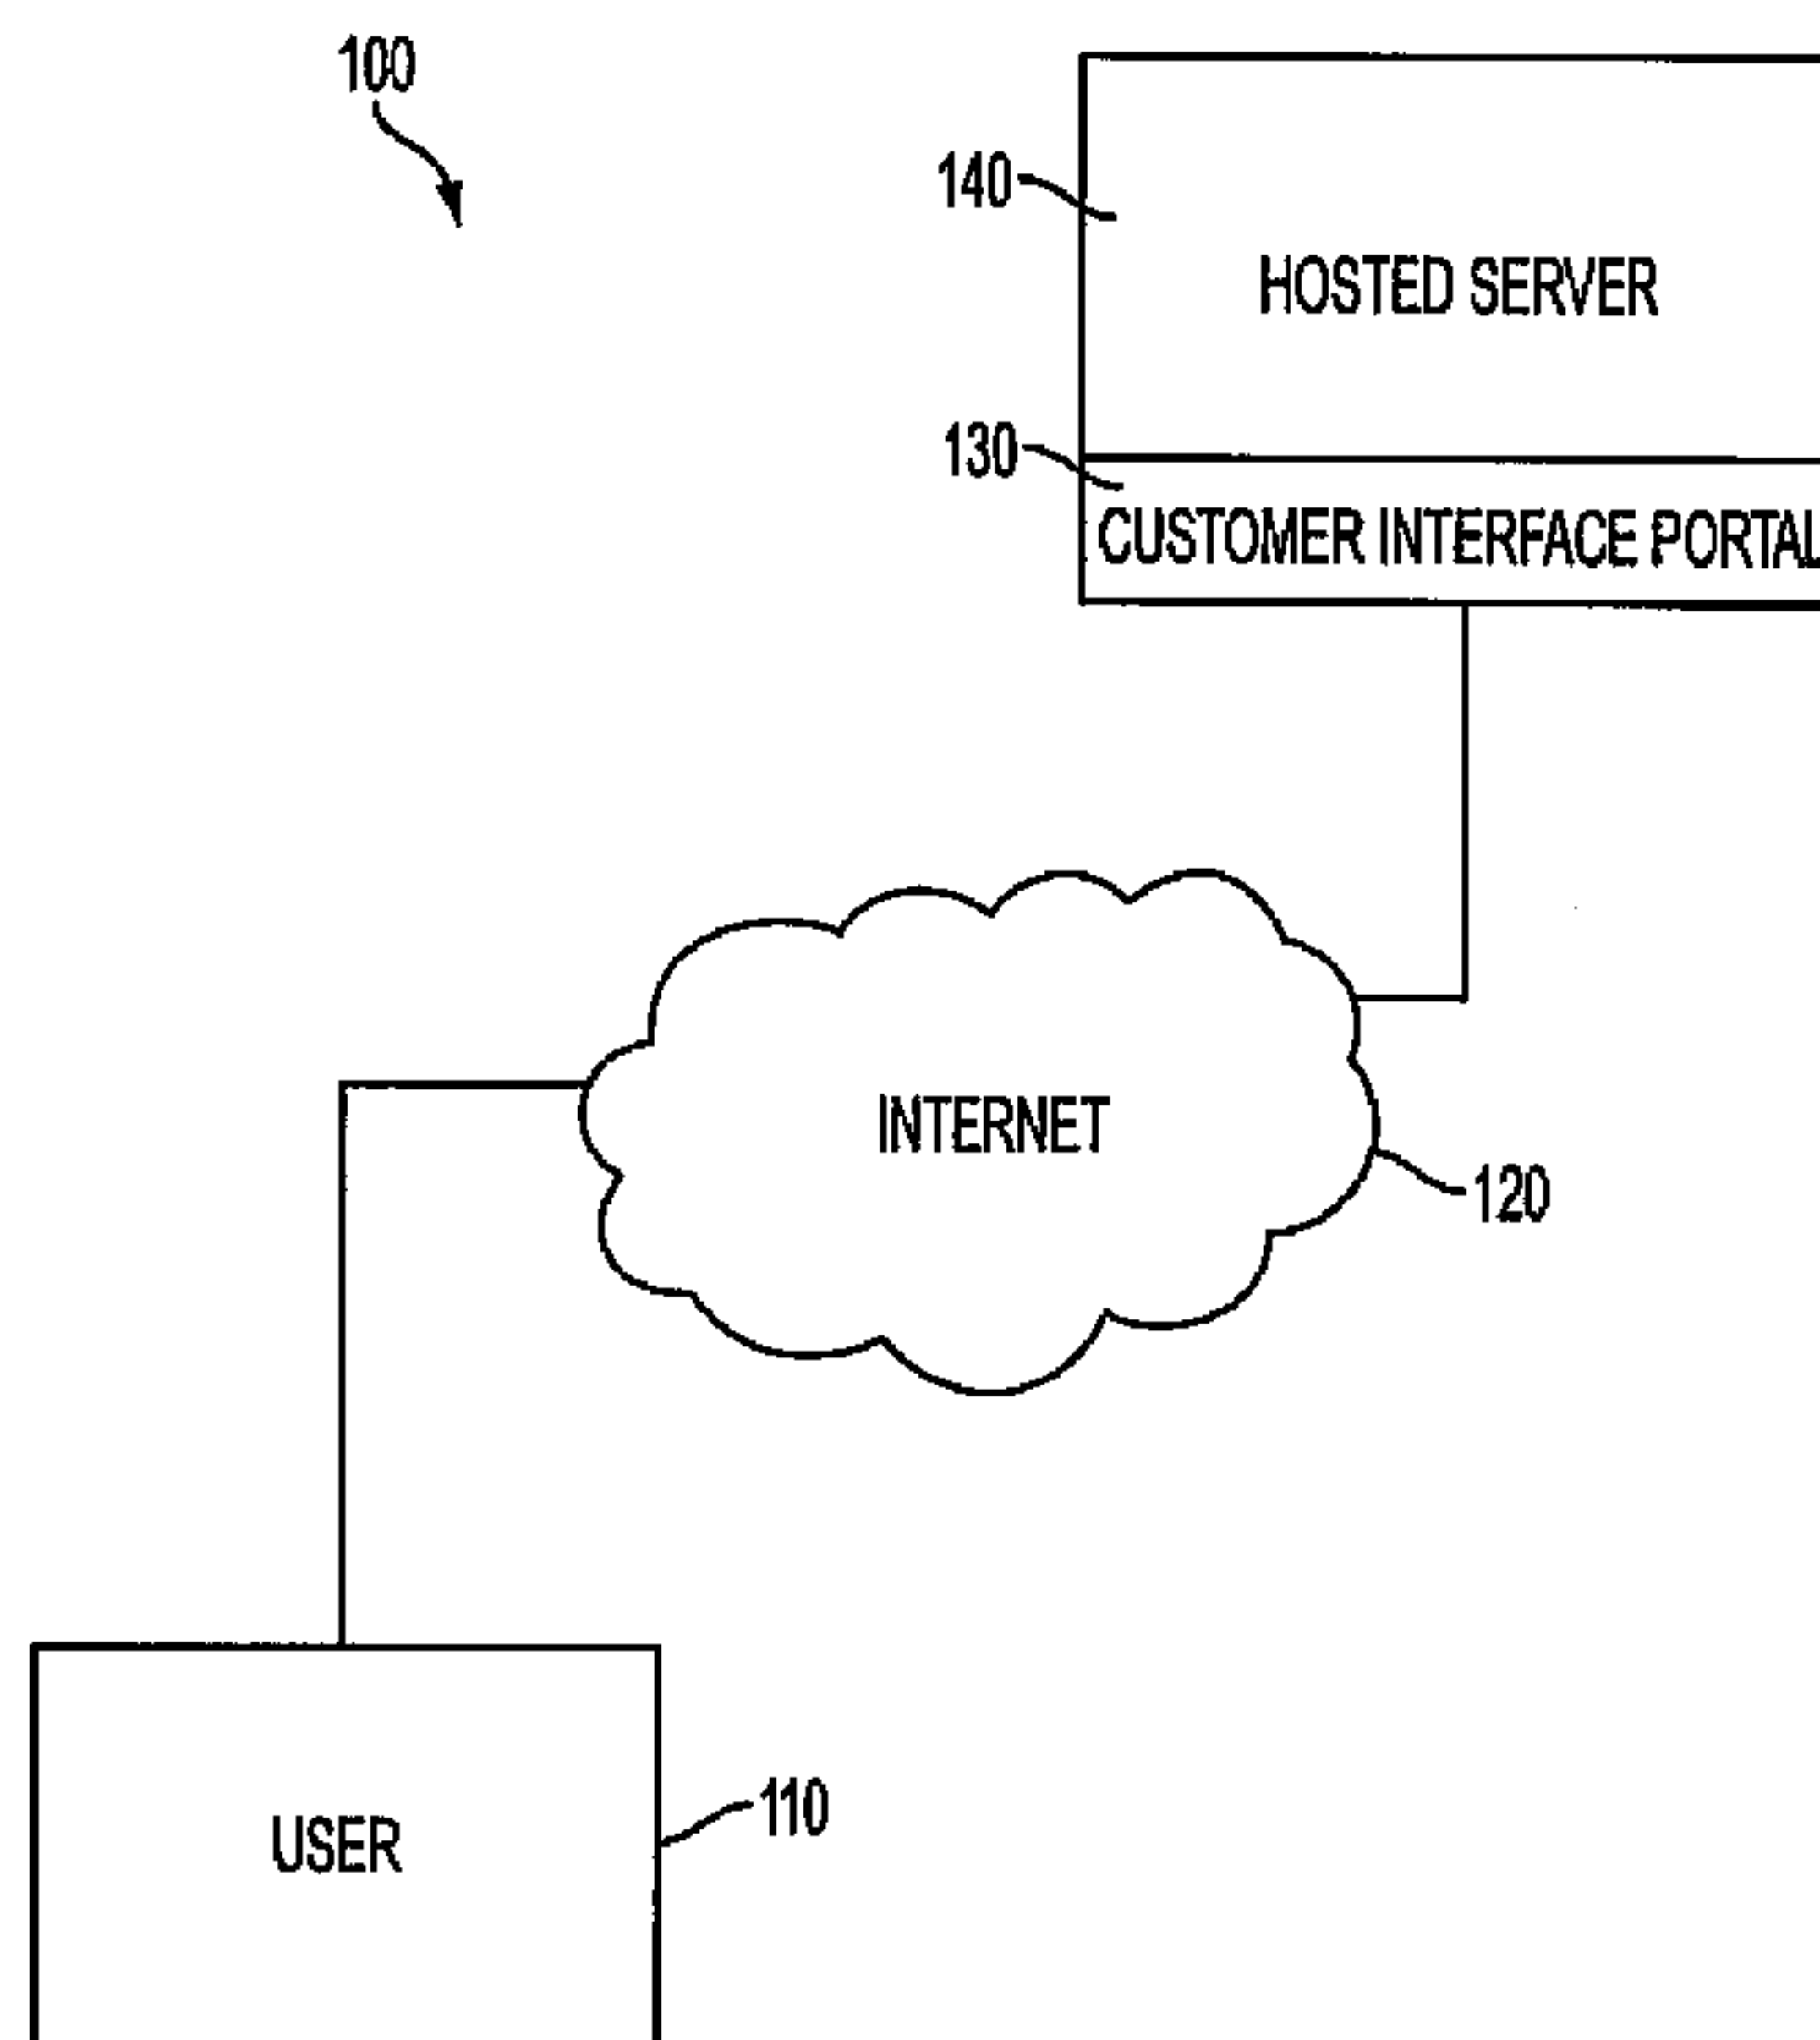 100
140
HOSTED SERVER
130
CUSTOMER INTERFACE PORTAL
INTERNET
120
110
USER